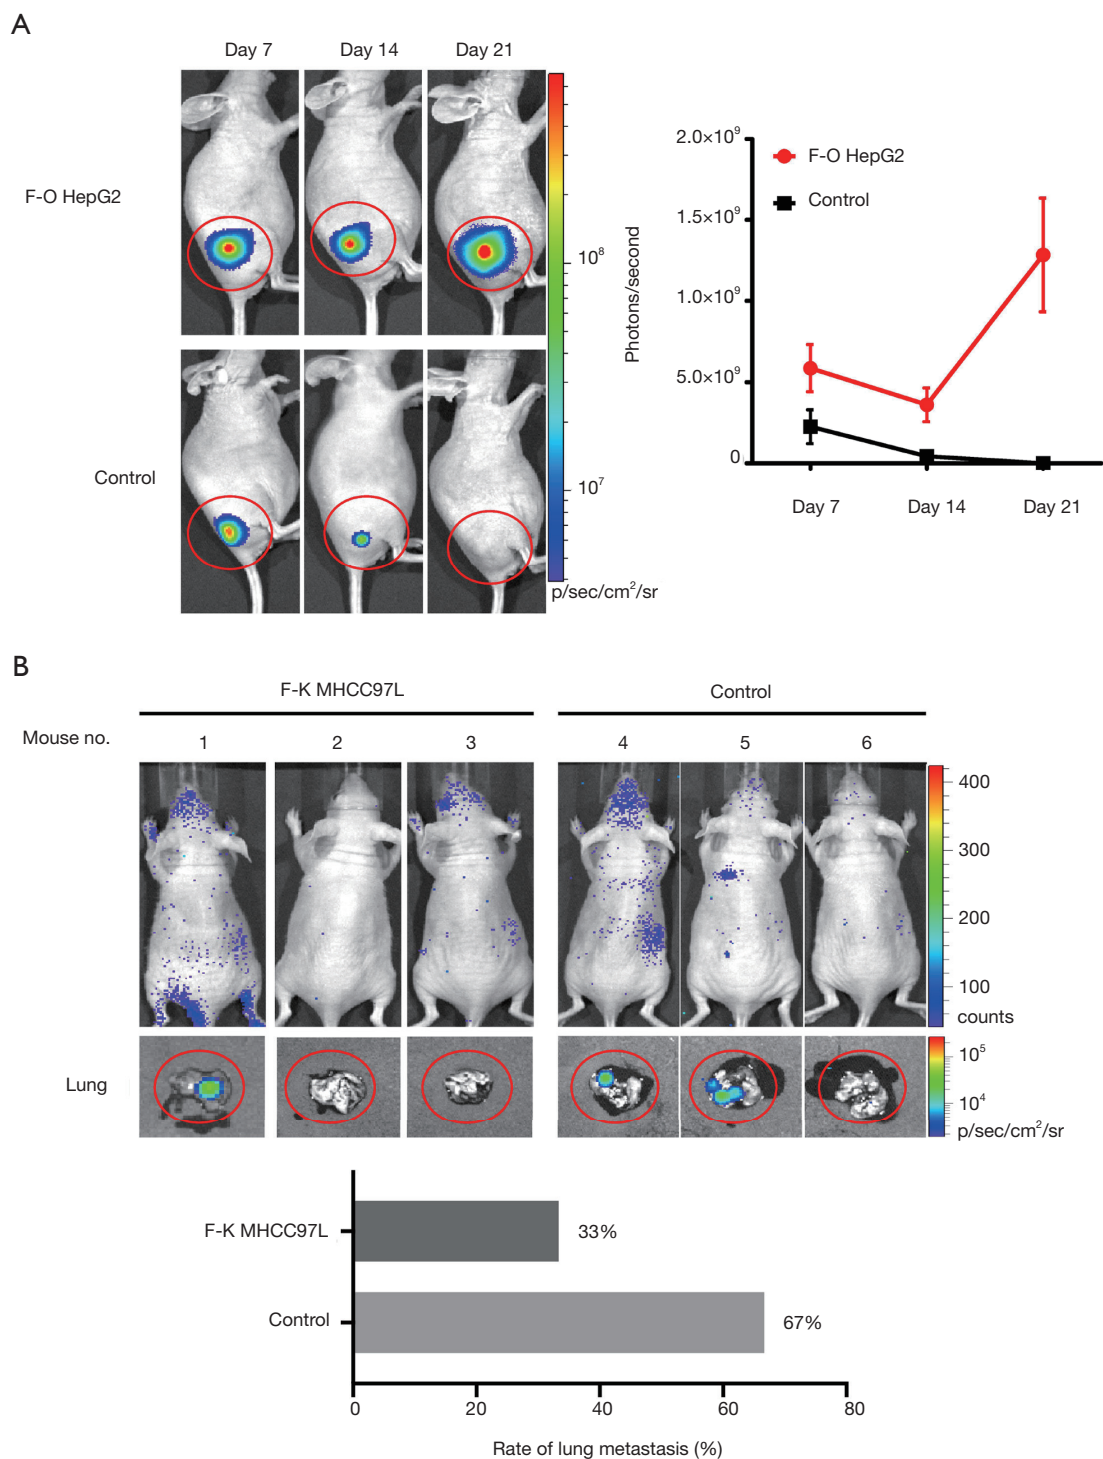 A
Day 7 Day 14 Day 21
F-O HepG2
Control
10⁸
10⁷
p/sec/cm²/sr
Photons/second
2.0×10⁹
1.5×10⁹
1.0×10⁹
5.0×10⁹
0
F-O HepG2
Control
Day 7 Day 14 Day 21
B
F-K MHCC97L Control
Mouse no. 1 2 3 4 5 6
400
300
200
100
counts
Lung
10⁵
10⁴
p/sec/cm²/sr
F-K MHCC97L 33%
Control 67%
0 20 40 60 80
Rate of lung metastasis (%)